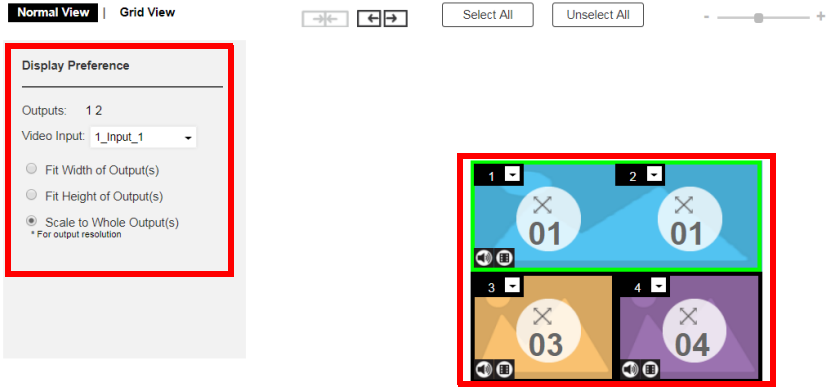 Normal View | Grid View
Select All
Unselect All
- +
Display Preference
Outputs: 1 2
Video Input: 1_Input_1
Fit Width of Output(s)
Fit Height of Output(s)
Scale to Whole Output(s)
* For output resolution
1 2
01 01
3 4
03 04